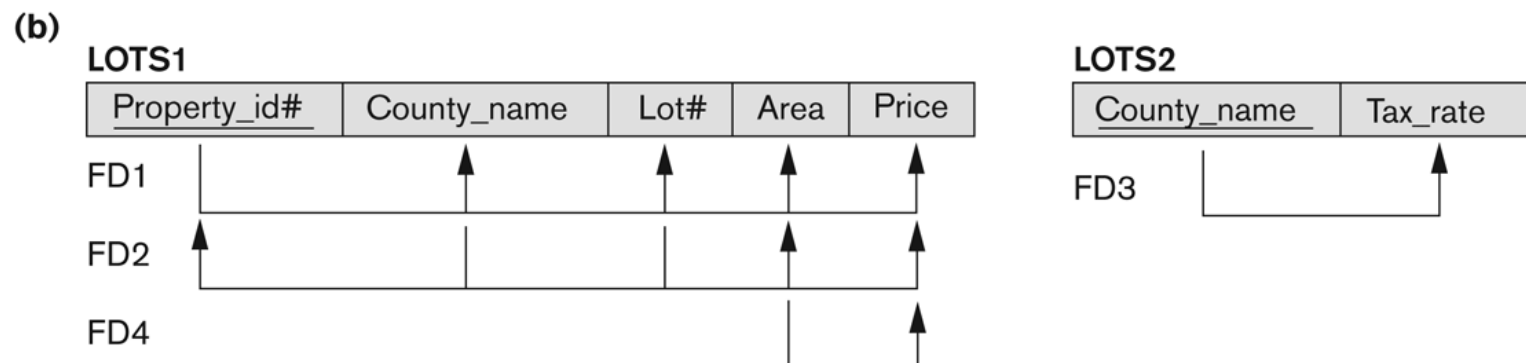 (b)
LOTS1
Property_id# County_name Lot# Area Price
FD1
FD2
FD4
LOTS2
County_name Tax_rate
FD3